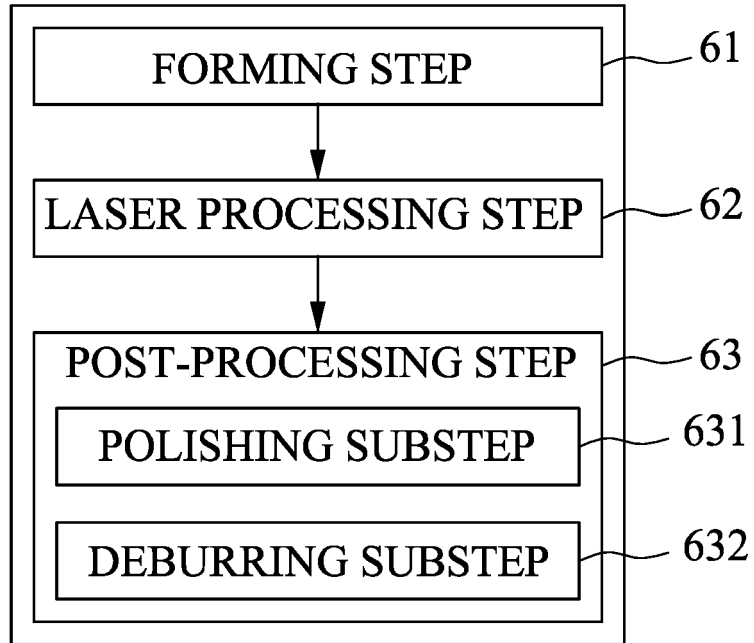 FORMING STEP
61
LASER PROCESSING STEP
62
POST-PROCESSING STEP
63
POLISHING SUBSTEP
631
DEBURRING SUBSTEP
632